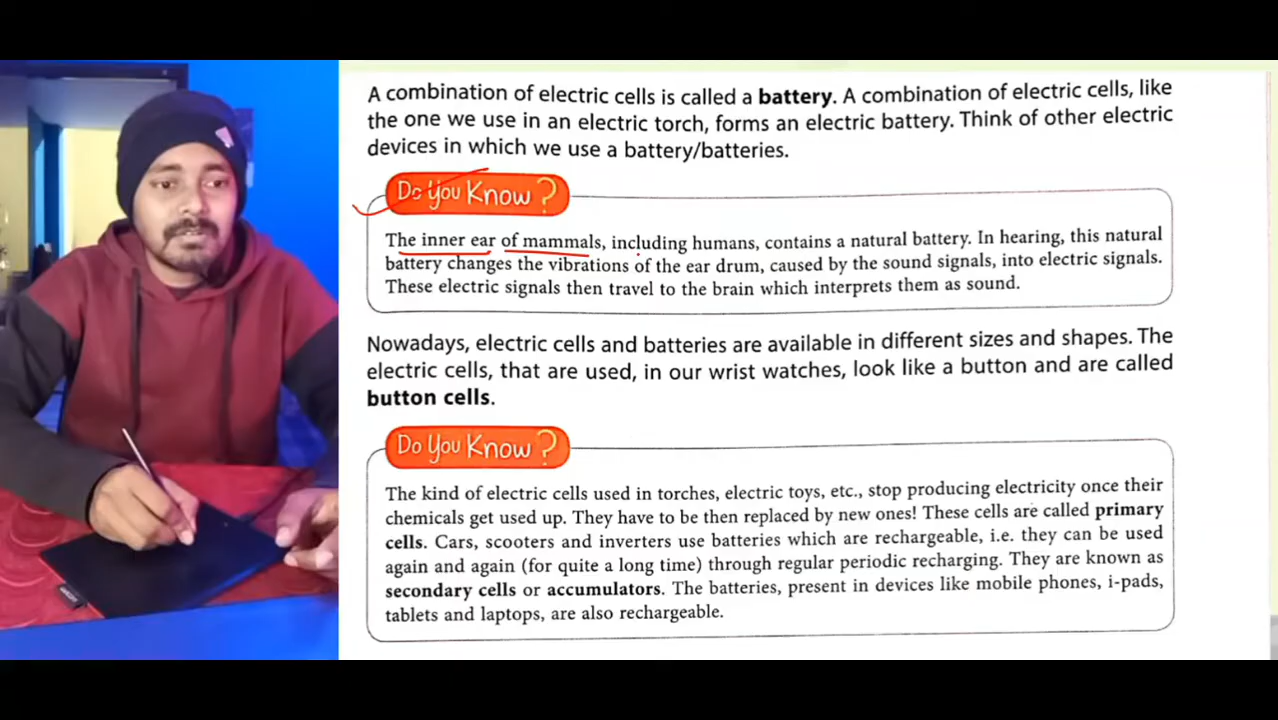 A combination of electric cells is called a battery. A combination of electric cells, like
the one we use in an electric torch, forms an electric battery. Think of other electric
devices in which we use a battery/batteries.
Do You Know?
The inner ear of mammals, including humans, contains a natural battery. In hearing, this natural
battery changes the vibrations of the ear drum, caused by the sound signals, into electric signals.
These electric signals then travel to the brain which interprets them as sound.
Nowadays, electric cells and batteries are available in different sizes and shapes. The
electric cells, that are used, in our wrist watches, look like a button and are called
button cells.
Do You Know?
The kind of electric cells used in torches, electric toys, etc., stop producing electricity once their
chemicals get used up. They have to be then replaced by new ones! These cells are called primary
cells. Cars, scooters and inverters use batteries which are rechargeable, i.e. they can be used
again and again (for quite a long time) through regular periodic recharging. They are known as
secondary cells or accumulators. The batteries, present in devices like mobile phones, i-pads,
tablets and laptops, are also rechargeable.